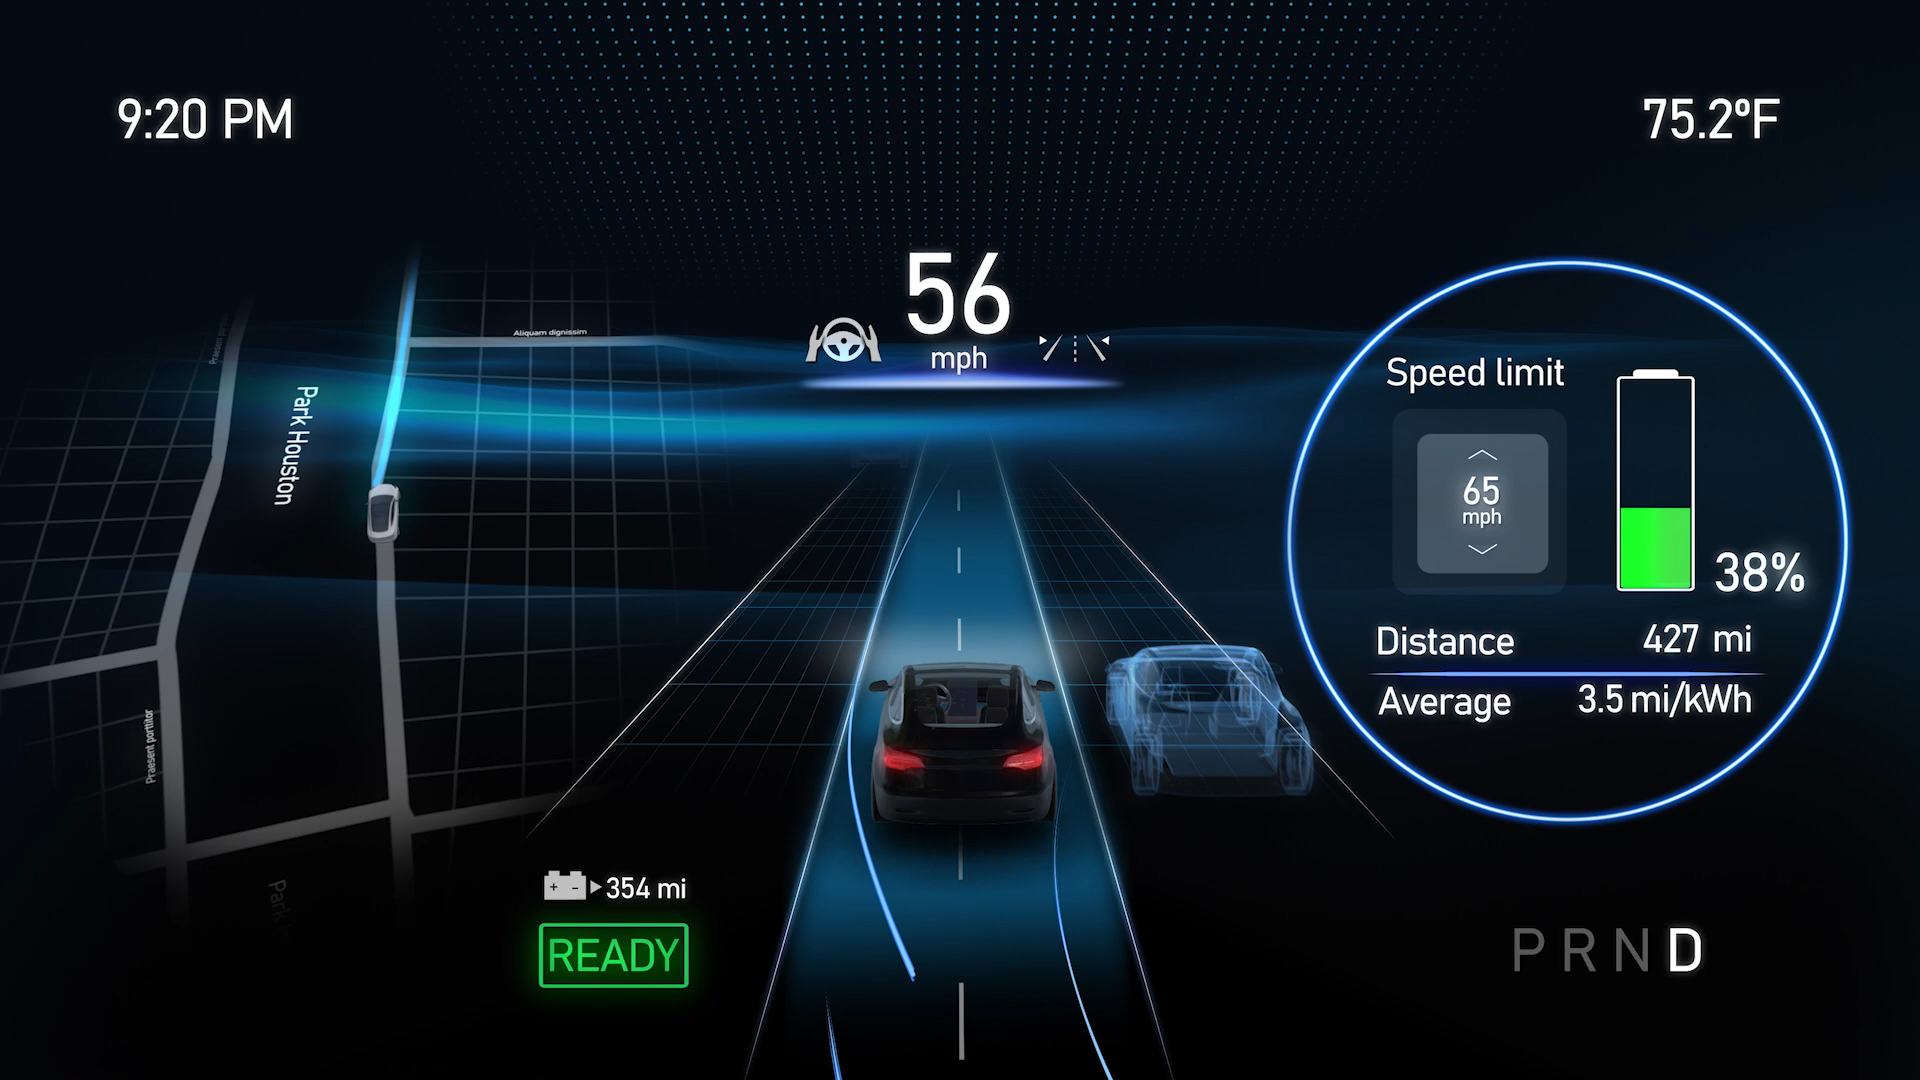 9:20 PM
75.2ºF
56
mph
Aliquam dignissim
Park Houston
Speed limit
65
mph
38%
Distance 427 mi
Average 3.5 mi/kWh
Praesent porttitor
+ -
354 mi
READY
P R N D